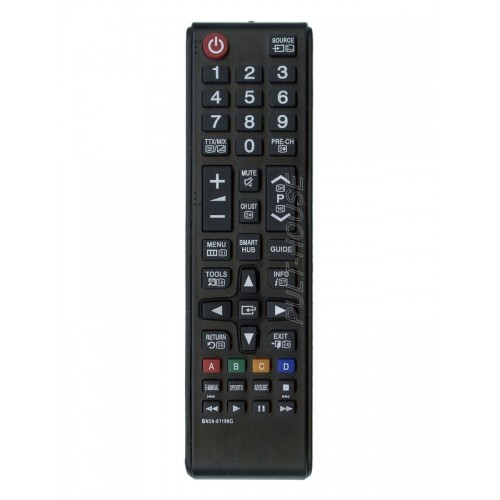 SOURCE
1 2 3
4 5 6
7 8 9
TTX/MIX 0 PRE-CH
+ MUTE
P
CH LIST
−
MENU SMART HUB GUIDE
TOOLS INFO
RETURN EXIT
A B C D
E-MANUAL SPORTS AD/SUBT.
BN59-01199G
PULT-HOUSE